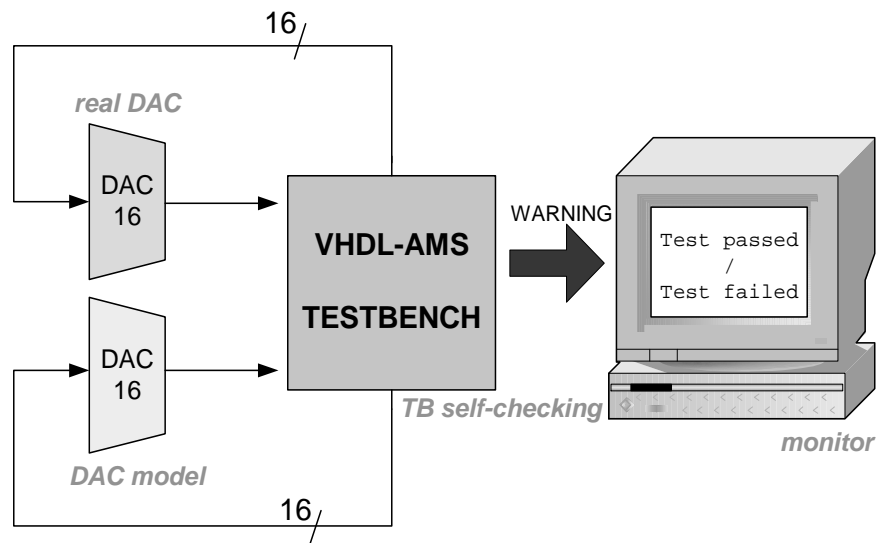 16
real DAC
DAC
16
WARNING
VHDL-AMS
TESTBENCH
Test passed
/
Test failed
DAC
16
TB self-checking
monitor
DAC model
16